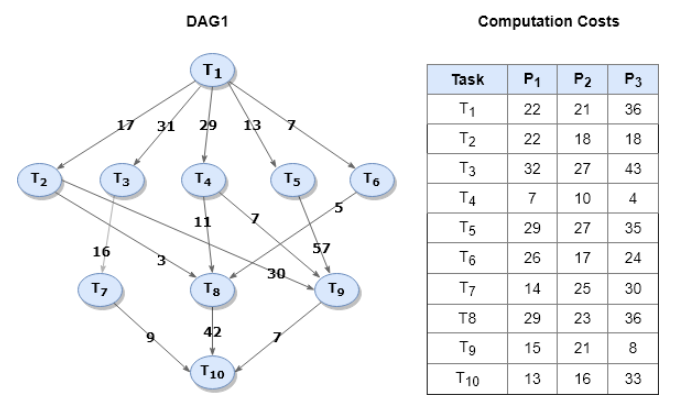 DAG1
T1
17 31 29 13 7
T2 T3 T4 T5 T6
11 7 5
16 3 30 57
T7 T8 T9
9 42 7
T10
Computation Costs
Task P1 P2 P3
T1 22 21 36
T2 22 18 18
T3 32 27 43
T4 7 10 4
T5 29 27 35
T6 26 17 24
T7 14 25 30
T8 29 23 36
T9 15 21 8
T10 13 16 33